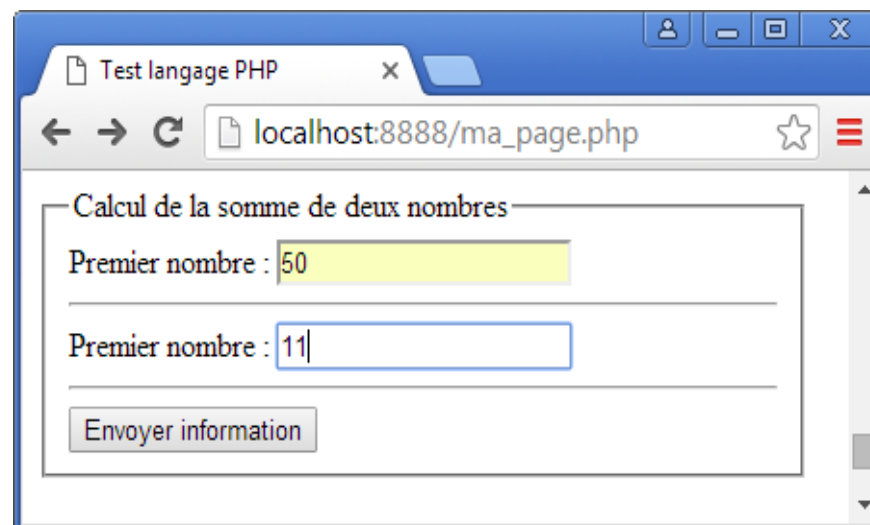 Test langage PHP
localhost:8888/ma_page.php
Calcul de la somme de deux nombres
Premier nombre : 50
Premier nombre : 11
Envoyer information